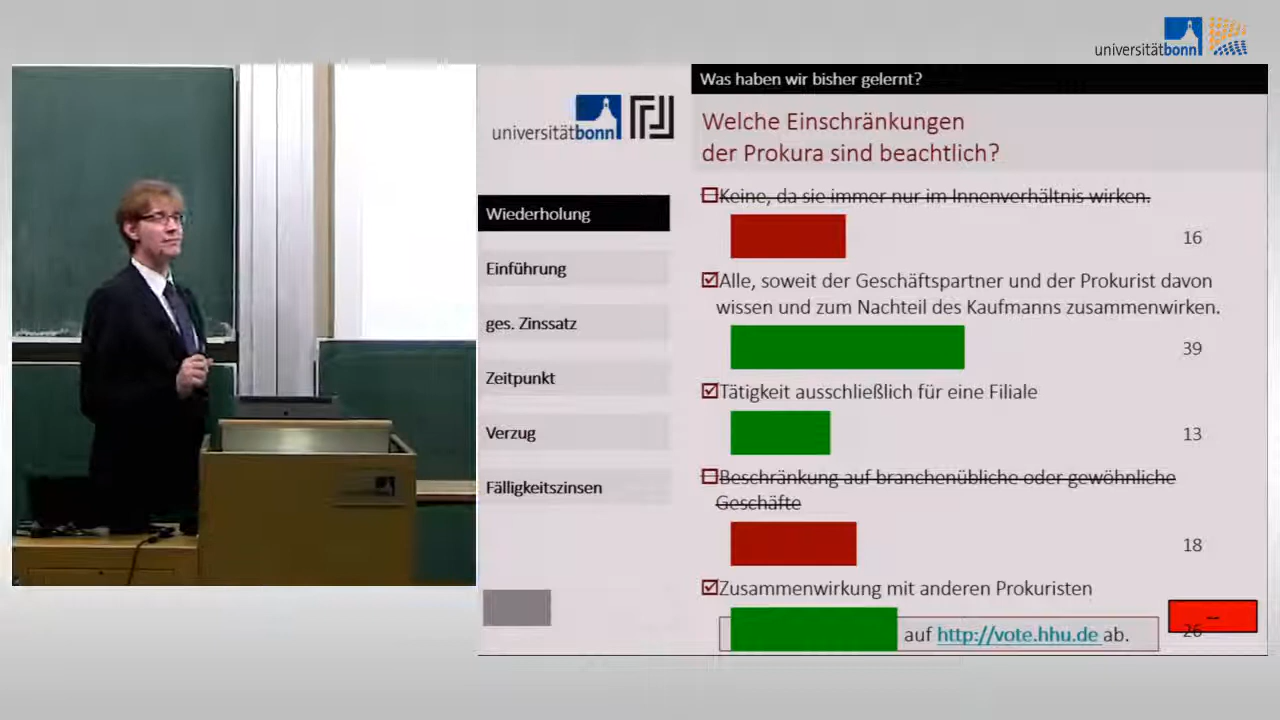 universitätbonn
Was haben wir bisher gelernt?
universitätbonn
Welche Einschränkungen
der Prokura sind beachtlich?
Wiederholung
Einführung
ges. Zinssatz
Zeitpunkt
Verzug
Fälligkeitszinsen
Keine, da sie immer nur im Innenverhältnis wirken.
16
Alle, soweit der Geschäftspartner und der Prokurist davon
wissen und zum Nachteil des Kaufmanns zusammenwirken.
39
Tätigkeit ausschließlich für eine Filiale
13
Beschränkung auf branchenübliche oder gewöhnliche
Geschäfte
18
Zusammenwirkung mit anderen Prokuristen
auf http://vote.hhu.de ab.
26